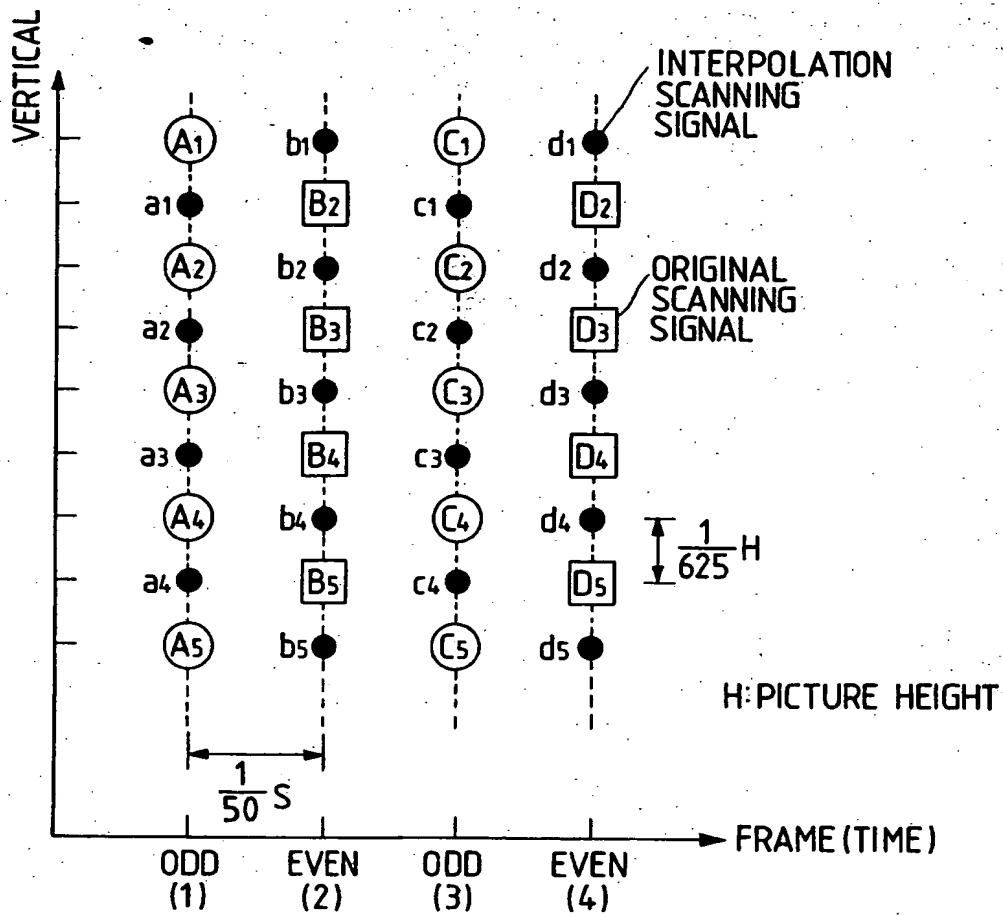 VERTICAL
INTERPOLATION
SCANNING
SIGNAL
A1 b1 C1 d1
a1 B2 c1 D2
A2 b2 C2 d2
ORIGINAL
SCANNING
SIGNAL
a2 B3 c2 D3
A3 b3 C3 d3
a3 B4 c3 D4
A4 b4 C4 d4
1/625 H
a4 B5 c4 D5
A5 b5 C5 d5
H:PICTURE HEIGHT
1/50 S
FRAME(TIME)
ODD EVEN ODD EVEN
(1) (2) (3) (4)